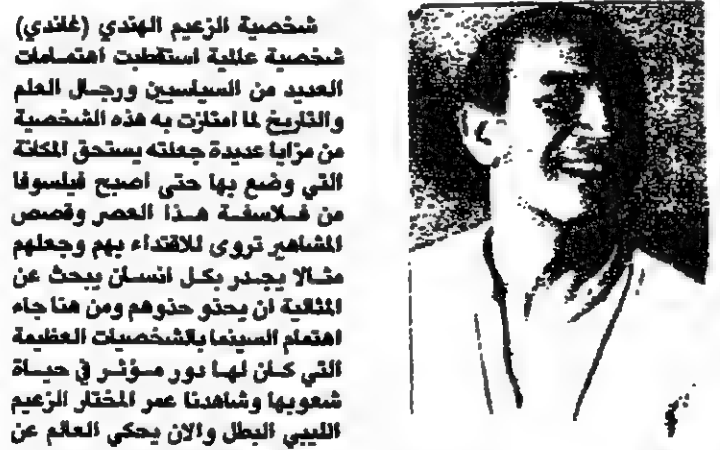 شخصية الزعيم الهندي (غاندي)
شخصية عالمية استقطبت اهتمامات
العديد من السياسيين ورجال العلم
والتاريخ لما امتازت به هذه الشخصية
من مزايا عديدة جعلته يستحق المكانة
التي وضع بها حتى اصبح فيلسوفا
من فلاسفة هذا العصر وقصص
المشاهير تروى للاقتداء بهم وجعلهم
مثالا يجدر بكل انسان يبحث عن
المثالية ان يحتو حذوهم ومن هنا جاء
اهتمام السينما بالشخصيات العظيمة
التي كان لها دور مؤثر في حياة
شعوبها وشاهدنا عمر المختار الزعيم
الليبي البطل والان يحكي العالم عن